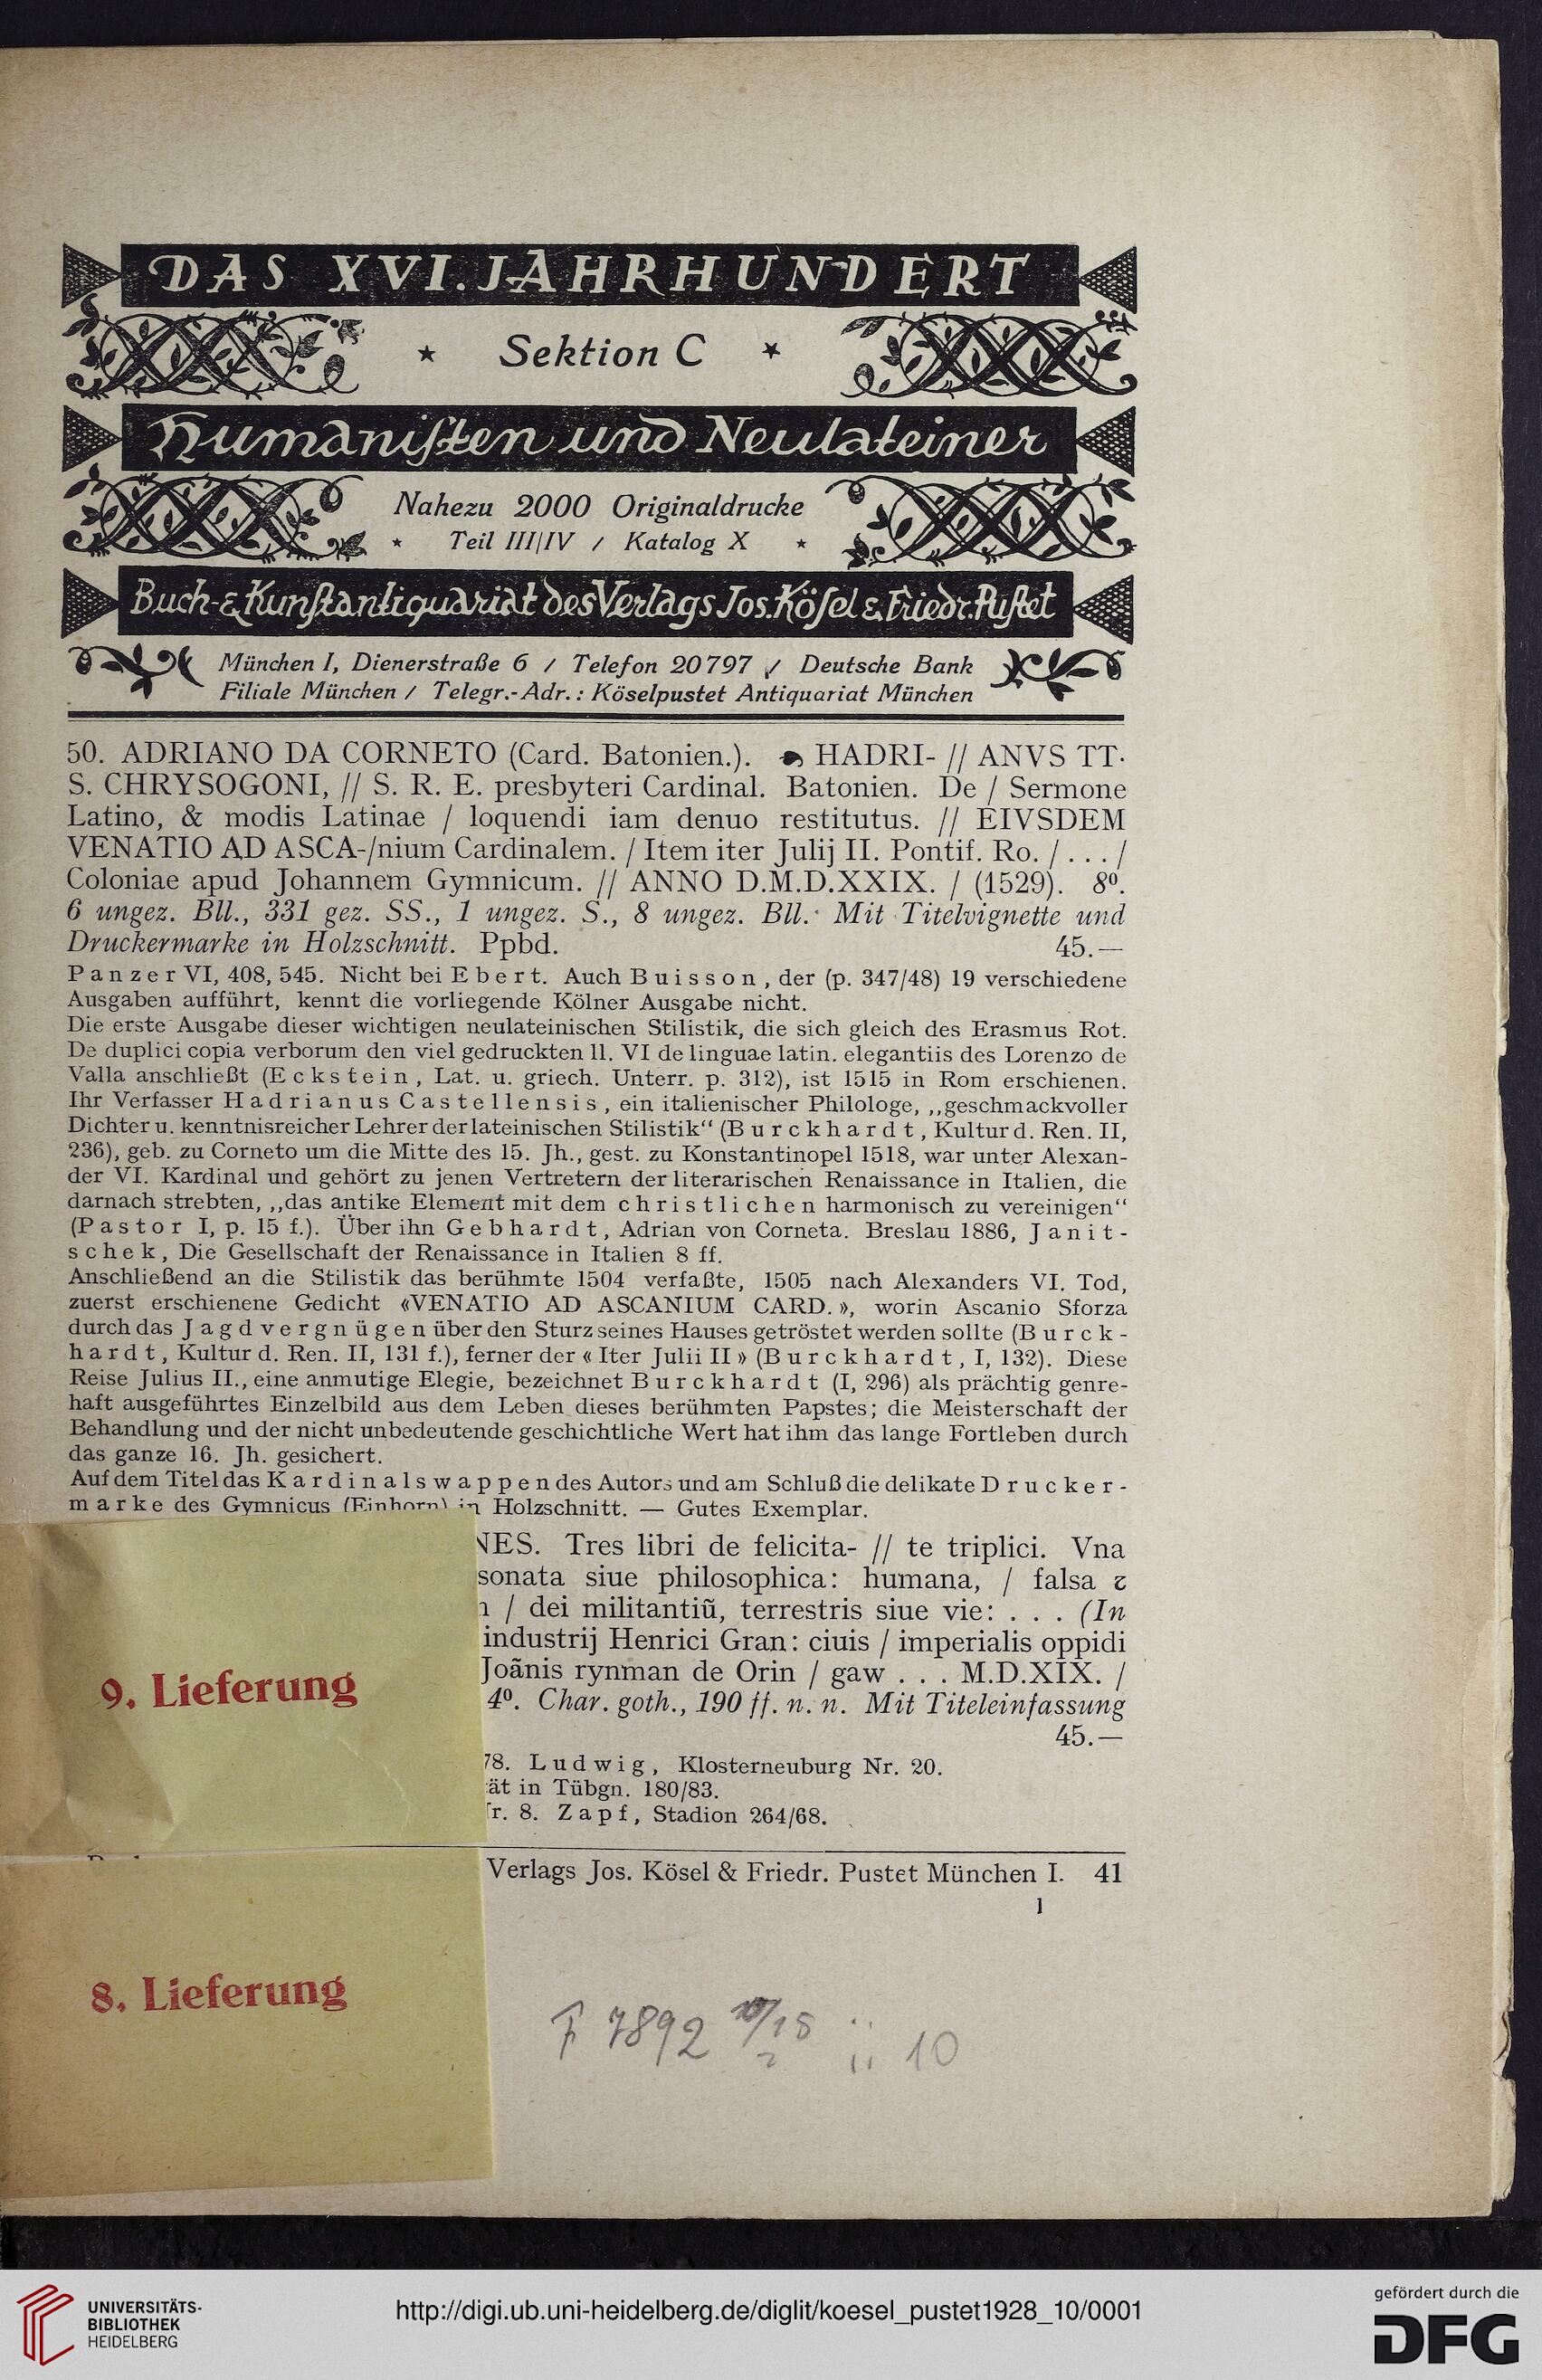 DAS XVI. JAHRHUNDERT
★ Sektion C ★
Humanisten und Neulateiner
Nahezu 2000 Originaldrucke
★ Teil III/IV / Katalog X ★
Buch- & Kunstantiquariat des Verlags Jos. Kösel & Friedr. Pustet
München I, Dienerstraße 6 / Telefon 20797 / Deutsche Bank
Filiale München / Telegr.-Adr.: Köselpustet Antiquariat München
50. ADRIANO DA CORNETO (Card. Batonien.). HADRI- // ANVS TT.
S. CHRYSOGONI, // S. R. E. presbyteri Cardinal. Batonien. De / Sermone
Latino, & modis Latinae / loquendi iam denuo restitutus. // EIVSDEM
VENATIO AD ASCA-/nium Cardinalem. / Item iter Julij II. Pontif. Ro. / . . . /
Coloniae apud Johannem Gymnicum. // ANNO D.M.D.XXIX. / (1529). 8⁰.
6 ungez. Bll., 331 gez. SS., 1 ungez. S., 8 ungez. Bll. Mit Titelvignette und
Druckermarke in Holzschnitt. Ppbd. 45.—
Panzer VI, 408, 545. Nicht bei Ebert. Auch Buisson, der (p. 347/48) 19 verschiedene
Ausgaben aufführt, kennt die vorliegende Kölner Ausgabe nicht.
Die erste Ausgabe dieser wichtigen neulateinischen Stilistik, die sich gleich des Erasmus Rot.
De duplici copia verborum den viel gedruckten ll. VI de linguae latin. elegantiis des Lorenzo de
Valla anschließt (Eckstein, Lat. u. griech. Unterr. p. 312), ist 1515 in Rom erschienen.
Ihr Verfasser Hadrianus Castellensis, ein italienischer Philologe, ,,geschmackvoller
Dichter u. kenntnisreicher Lehrer der lateinischen Stilistik“ (Burckhardt, Kultur d. Ren. II,
236), geb. zu Corneto um die Mitte des 15. Jh., gest. zu Konstantinopel 1518, war unter Alexan-
der VI. Kardinal und gehört zu jenen Vertretern der literarischen Renaissance in Italien, die
darnach strebten, ,,das antike Element mit dem christlichen harmonisch zu vereinigen“
(Pastor I, p. 15 f.). Über ihn Gebhardt, Adrian von Corneta. Breslau 1886, Janit-
schek, Die Gesellschaft der Renaissance in Italien 8 ff.
Anschließend an die Stilistik das berühmte 1504 verfaßte, 1505 nach Alexanders VI. Tod,
zuerst erschienene Gedicht «VENATIO AD ASCANIUM CARD.», worin Ascanio Sforza
durch das Jagdvergnügen über den Sturz seines Hauses getröstet werden sollte (Burck-
hardt, Kultur d. Ren. II, 131 f.), ferner der «Iter Julii II» (Burckhardt, I, 132). Diese
Reise Julius II., eine anmutige Elegie, bezeichnet Burckhardt (I, 296) als prächtig genre-
haft ausgeführtes Einzelbild aus dem Leben dieses berühmten Papstes; die Meisterschaft der
Behandlung und der nicht unbedeutende geschichtliche Wert hat ihm das lange Fortleben durch
das ganze 16. Jh. gesichert.
Auf dem Titel das Kardinalswappen des Autors und am Schluß die delikate Drucker-
marke des Gymnicus (Einhorn) in Holzschnitt. — Gutes Exemplar.
NES. Tres libri de felicita- // te triplici. Vna
sonata siue philosophica: humana, / falsa ꝛ
/ dei militantiũ, terrestris siue vie: . . . (In
industrij Henrici Gran: ciuis / imperialis oppidi
Joãnis rynman de Orin / gaw . . . M.D.XIX. /
4⁰. Char. goth., 190 ff. n. n. Mit Titeleinfassung
45.—
78. Ludwig, Klosterneuburg Nr. 20.
ät in Tübgn. 180/83.
r. 8. Zapf, Stadion 264/68.
9. Lieferung
Verlags Jos. Kösel & Friedr. Pustet München I. 41
1
8. Lieferung
F 7892 10/15 10
2
UNIVERSITÄTS-
BIBLIOTHEK
HEIDELBERG
http://digi.ub.uni-heidelberg.de/diglit/koesel_pustet1928_10/0001
gefördert durch die
DFG